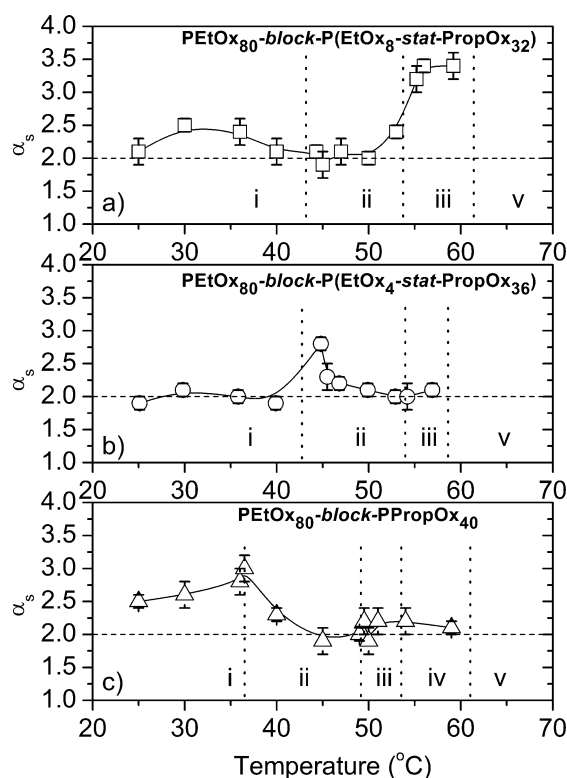 PEtOx80-block-P(EtOx8-stat-PropOx32)
4.0
3.5
3.0
2.5
2.0
1.5
1.0
αs
a)
i ii iii v
20 30 40 50 60 70
PEtOx80-block-P(EtOx4-stat-PropOx36)
4.0
3.5
3.0
2.5
2.0
1.5
1.0
αs
b)
i ii iii v
20 30 40 50 60 70
PEtOx80-block-PPropOx40
4.0
3.5
3.0
2.5
2.0
1.5
1.0
αs
c)
i ii iii iv v
20 30 40 50 60 70
Temperature (°C)